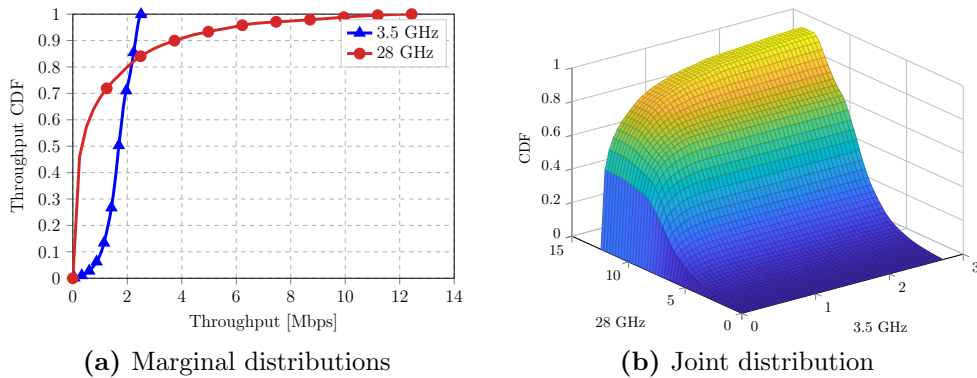 1
0.9
0.8
0.7
0.6
0.5
0.4
0.3
0.2
0.1
0
Throughput CDF
3.5 GHz
28 GHz
0 2 4 6 8 10 12 14
Throughput [Mbps]
(a) Marginal distributions
1
0.8
0.6
0.4
0.2
0
CDF
15
10
5
0
28 GHz
0
1
2
3
3.5 GHz
(b) Joint distribution